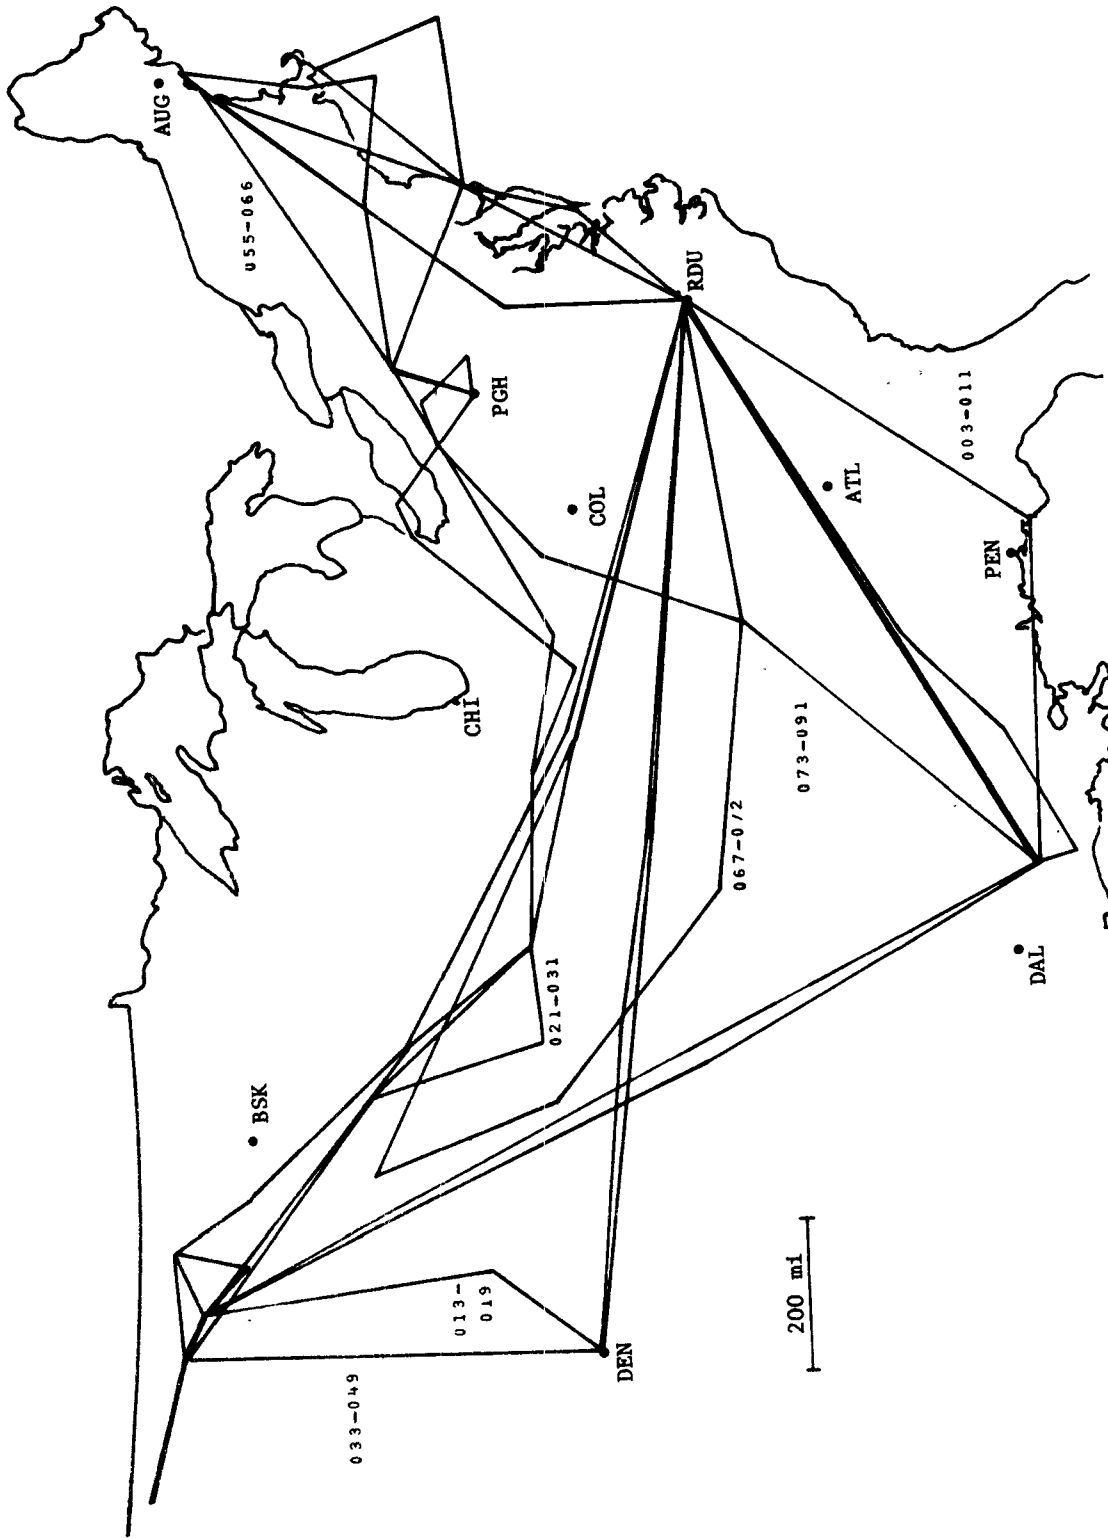 AUG
055-066
RDU
PGH
003-011
COL
ATL
PEN
CHI
073-091
067-072
021-031
DAL
BSK
013-
019
200 mi
DEN
033-049